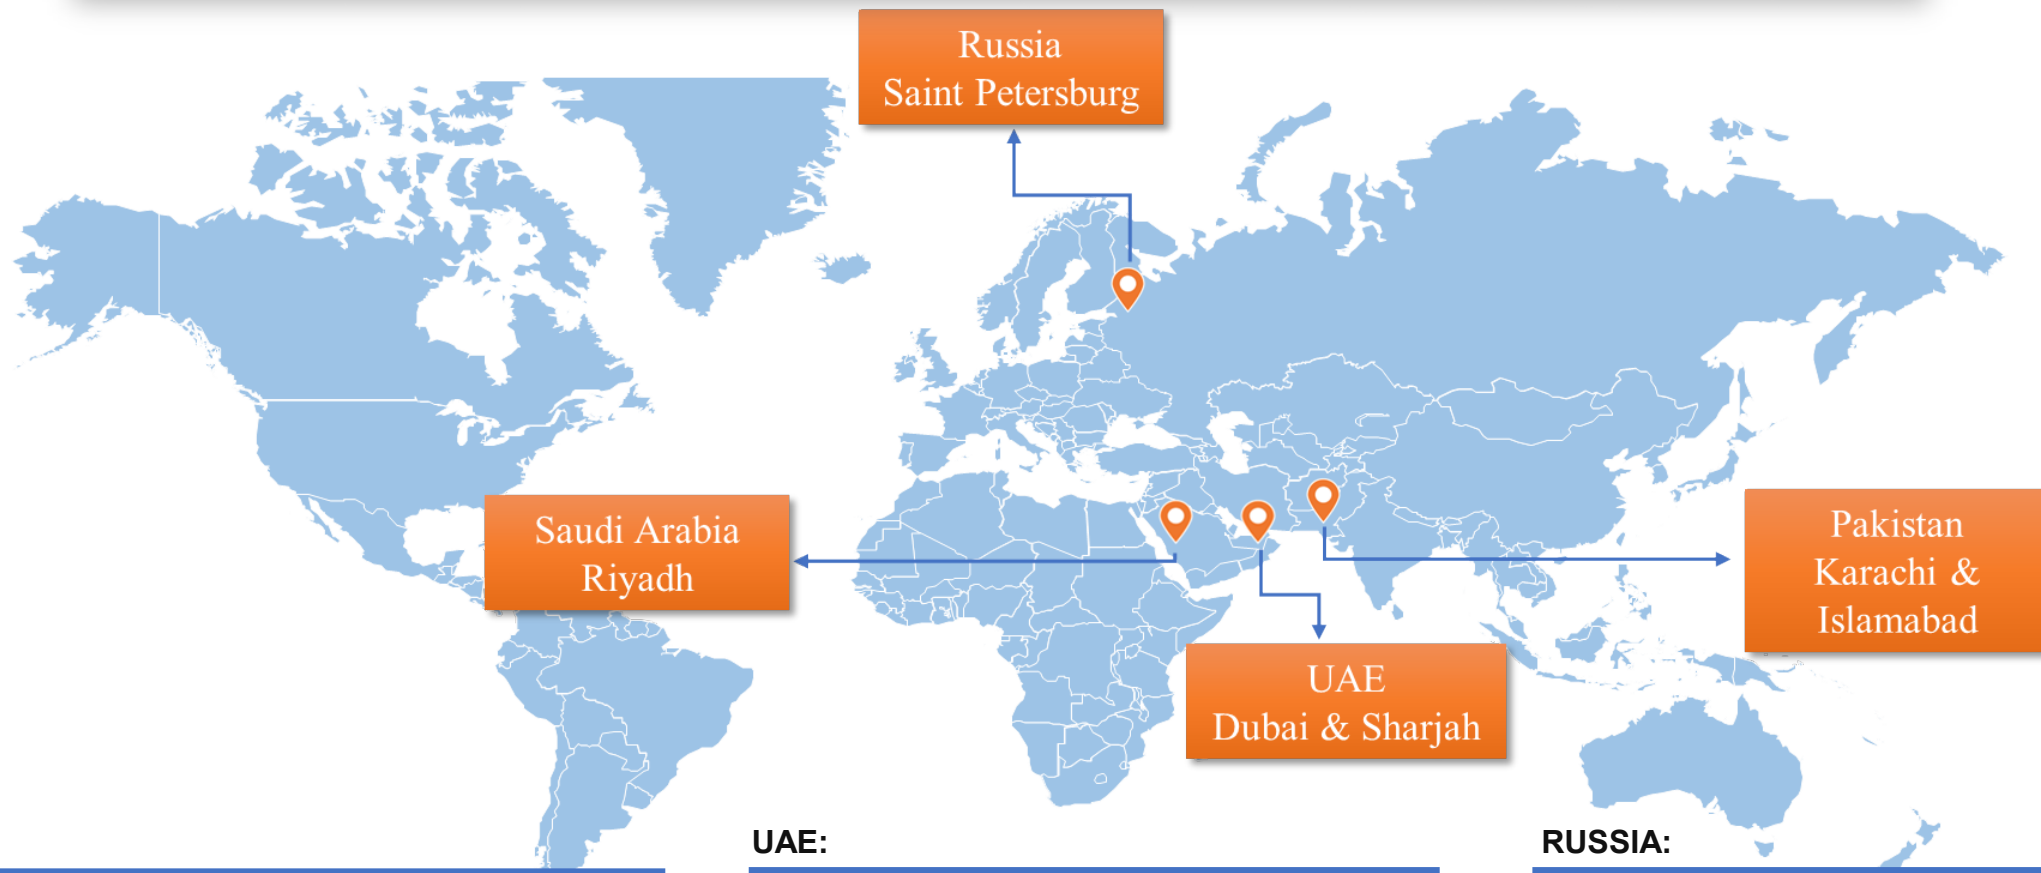 Russia
Saint Petersburg
Saudi Arabia
Riyadh
Pakistan
Karachi &
Islamabad
UAE
Dubai & Sharjah
UAE:
RUSSIA: